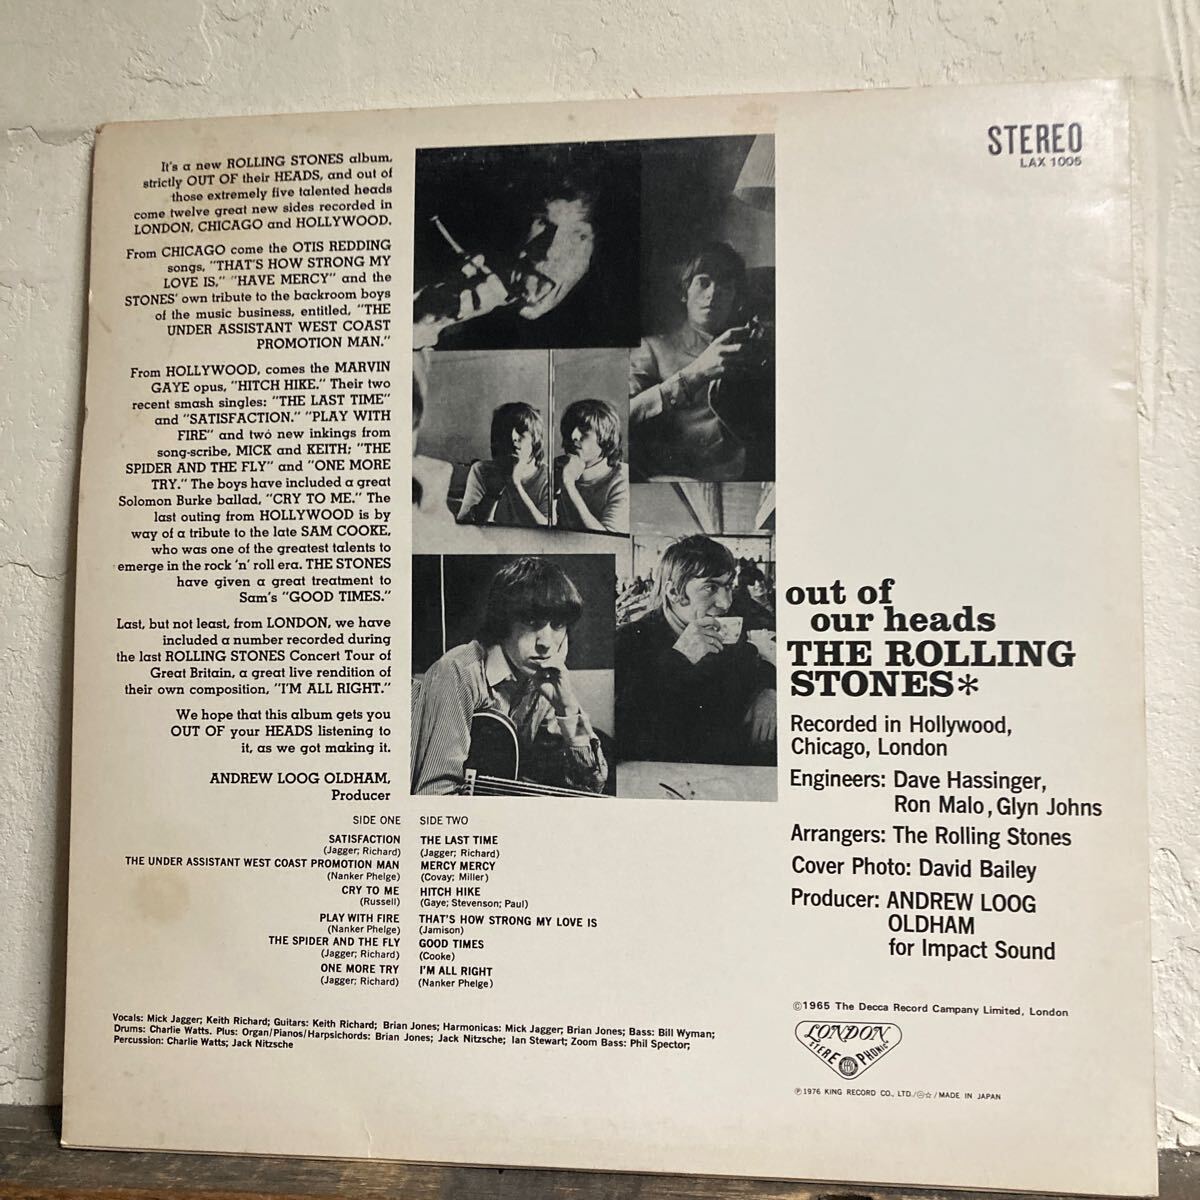 It's a new ROLLING STONES album,
strictly OUT OF their HEADS, and out of
those extremely five talented heads
come twelve great new sides recorded in
LONDON, CHICAGO and HOLLYWOOD.
From CHICAGO come the OTIS REDDING
songs, "THAT'S HOW STRONG MY
LOVE IS," "HAVE MERCY" and the
STONES' own tribute to the backroom boys
of the music business, entitled, "THE
UNDER ASSISTANT WEST COAST
PROMOTION MAN."
From HOLLYWOOD, comes the MARVIN
GAYE opus, "HITCH HIKE." Their two
recent smash singles: "THE LAST TIME"
and "SATISFACTION." "PLAY WITH
FIRE" and two new inkings from
song-scribe, MICK and KEITH; "THE
SPIDER AND THE FLY" and "ONE MORE
TRY." The boys have included a great
Solomon Burke ballad, "CRY TO ME." The
last outing from HOLLYWOOD is by
way of a tribute to the late SAM COOKE,
who was one of the greatest talents to
emerge in the rock 'n' roll era. THE STONES
have given a great treatment to
Sam's "GOOD TIMES."
Last, but not least, from LONDON, we have
included a number recorded during
the last ROLLING STONES Concert Tour of
Great Britain, a great live rendition of
their own composition, "I'M ALL RIGHT."
We hope that this album gets you
OUT OF your HEADS listening to
it, as we got making it.
ANDREW LOOG OLDHAM,
Producer
SIDE ONE
SATISFACTION
(Jagger; Richard)
THE UNDER ASSISTANT WEST COAST PROMOTION MAN
(Nanker Phelge)
CRY TO ME
(Russell)
PLAY WITH FIRE
(Nanker Phelge)
THE SPIDER AND THE FLY
(Jagger; Richard)
ONE MORE TRY
(Jagger; Richard)
SIDE TWO
THE LAST TIME
(Jagger; Richard)
MERCY MERCY
(Covay; Miller)
HITCH HIKE
(Gaye; Stevenson; Paul)
THAT'S HOW STRONG MY LOVE IS
(Jamison)
GOOD TIMES
(Cooke)
I'M ALL RIGHT
(Nanker Phelge)
Vocals: Mick Jagger; Keith Richard; Guitars: Keith Richard; Brian Jones; Harmonicas: Mick Jagger; Brian Jones; Bass: Bill Wyman;
Drums: Charlie Watts. Plus: Organ/Pianos/Harpsichords: Brian Jones; Jack Nitzsche; Ian Stewart; Zoom Bass: Phil Spector;
Percussion: Charlie Watts; Jack Nitzsche
STEREO
LAX 1005
out of
our heads
THE ROLLING
STONES*
Recorded in Hollywood,
Chicago, London
Engineers: Dave Hassinger,
Ron Malo, Glyn Johns
Arrangers: The Rolling Stones
Cover Photo: David Bailey
Producer: ANDREW LOOG
OLDHAM
for Impact Sound
©1965 The Decca Record Campany Limited, London
LONDON
STEREOPHONIC
℗1976 KING RECORD CO., LTD./㊀☆/MADE IN JAPAN